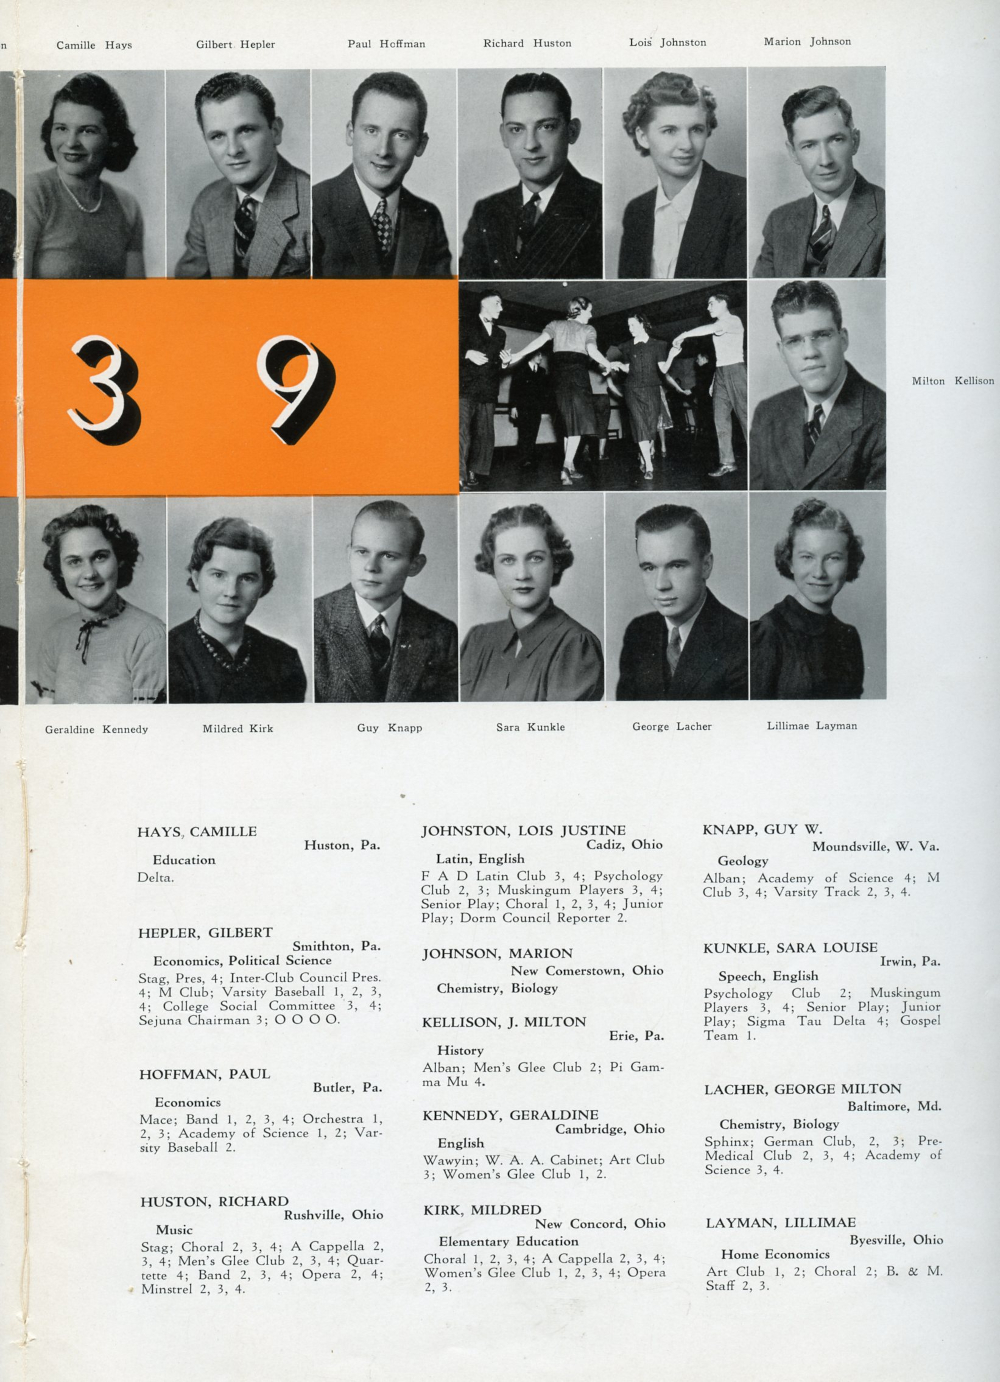 n
Camille Hays
Gilbert Hepler
Paul Hoffman
Richard Huston
Lois Johnston
Marion Johnson
3 9
Milton Kellison
Geraldine Kennedy
Mildred Kirk
Guy Knapp
Sara Kunkle
George Lacher
Lillimae Layman
HAYS, CAMILLE
Huston, Pa.
Education
Delta.
HEPLER, GILBERT
Smithton, Pa.
Economics, Political Science
Stag, Pres, 4; Inter-Club Council Pres.
4; M Club; Varsity Baseball 1, 2, 3,
4; College Social Committee 3, 4;
Sejuna Chairman 3; O O O O.
HOFFMAN, PAUL
Butler, Pa.
Economics
Mace; Band 1, 2, 3, 4; Orchestra 1,
2, 3; Academy of Science 1, 2; Var-
sity Baseball 2.
HUSTON, RICHARD
Rushville, Ohio
Music
Stag; Choral 2, 3, 4; A Cappella 2,
3, 4; Men's Glee Club 2, 3, 4; Quar-
tette 4; Band 2, 3, 4; Opera 2, 4;
Minstrel 2, 3, 4.
JOHNSTON, LOIS JUSTINE
Cadiz, Ohio
Latin, English
F A D Latin Club 3, 4; Psychology
Club 2, 3; Muskingum Players 3, 4;
Senior Play; Choral 1, 2, 3, 4; Junior
Play; Dorm Council Reporter 2.
JOHNSON, MARION
New Comerstown, Ohio
Chemistry, Biology
KELLISON, J. MILTON
Erie, Pa.
History
Alban; Men's Glee Club 2; Pi Gam-
ma Mu 4.
KENNEDY, GERALDINE
Cambridge, Ohio
English
Wawyin; W. A. A. Cabinet; Art Club
3; Women's Glee Club 1, 2.
KIRK, MILDRED
New Concord, Ohio
Elementary Education
Choral 1, 2, 3, 4; A Cappella 2, 3, 4;
Women's Glee Club 1, 2, 3, 4; Opera
2, 3.
KNAPP, GUY W.
Moundsville, W. Va.
Geology
Alban; Academy of Science 4; M
Club 3, 4; Varsity Track 2, 3, 4.
KUNKLE, SARA LOUISE
Irwin, Pa.
Speech, English
Psychology Club 2; Muskingum
Players 3, 4; Senior Play; Junior
Play; Sigma Tau Delta 4; Gospel
Team 1.
LACHER, GEORGE MILTON
Baltimore, Md.
Chemistry, Biology
Sphinx; German Club, 2, 3; Pre-
Medical Club 2, 3, 4; Academy of
Science 3, 4.
LAYMAN, LILLIMAE
Byesville, Ohio
Home Economics
Art Club 1, 2; Choral 2; B. & M.
Staff 2, 3.